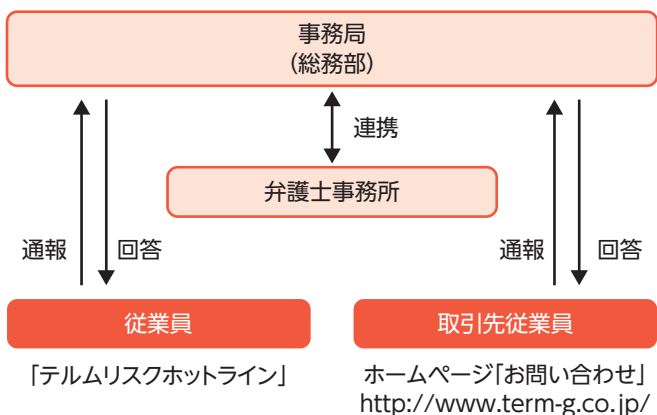 事務局
(総務部)
連携
弁護士事務所
通報
回答
通報
回答
従業員
取引先従業員
「テルムリスクホットライン」
ホームページ「お問い合わせ」
http://www.term-g.co.jp/